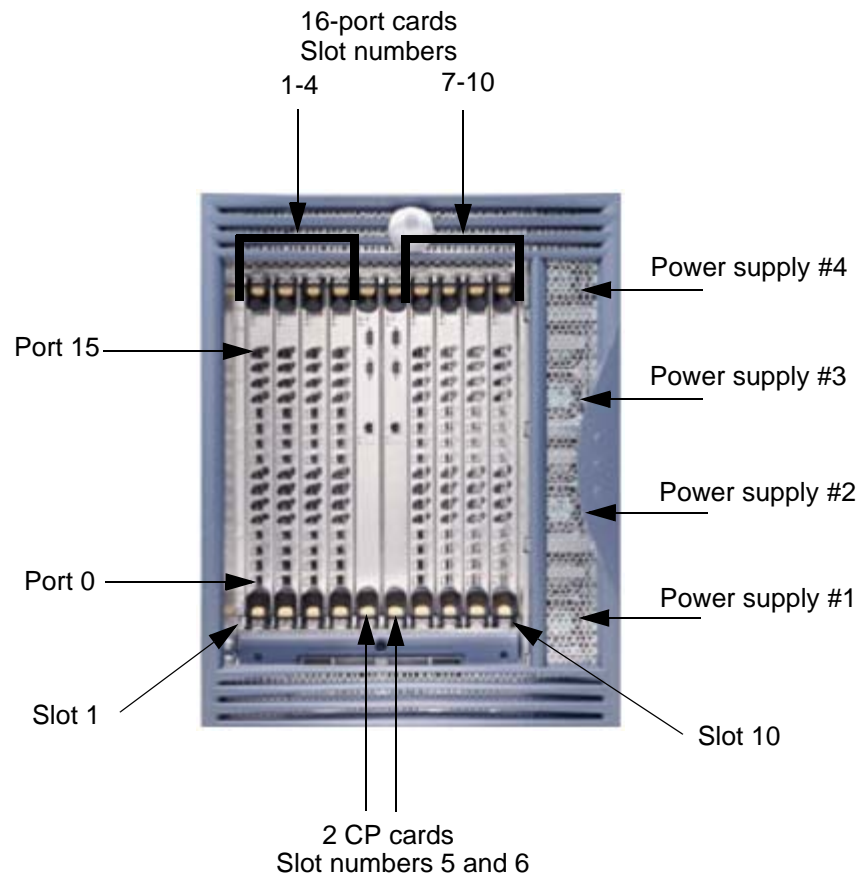 16-port cards
Slot numbers
1-4
7-10
Power supply #4
Port 15
Power supply #3
Power supply #2
Port 0
Power supply #1
Slot 1
Slot 10
2 CP cards
Slot numbers 5 and 6